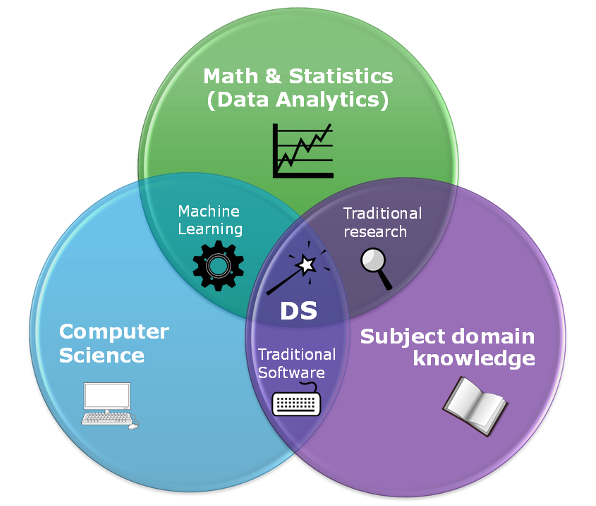 Math & Statistics
(Data Analytics)
Machine
Learning
Traditional
research
DS
Computer
Science
Subject domain
knowledge
Traditional
Software